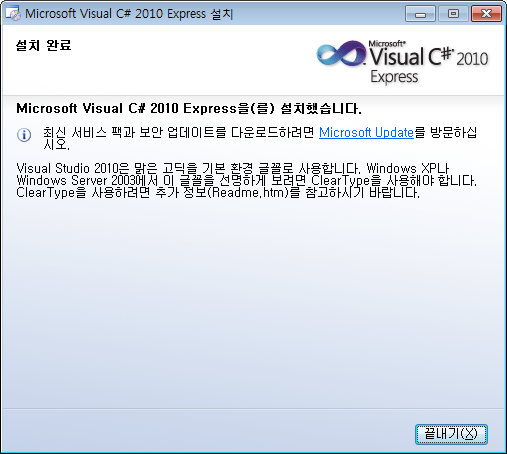 Microsoft Visual C# 2010 Express 설치
설치 완료
Microsoft®
Visual C# 2010
Express
Microsoft Visual C# 2010 Express을(를) 설치했습니다.
최신 서비스 팩과 보안 업데이트를 다운로드하려면 Microsoft Update를 방문하십
시오.
Visual Studio 2010은 맑은 고딕을 기본 환경 글꼴로 사용합니다. Windows XP나
Windows Server 2003에서 이 글꼴을 선명하게 보려면 ClearType을 사용해야 합니다.
ClearType을 사용하려면 추가 정보(Readme.htm)를 참고하시기 바랍니다.
끝내기(X)